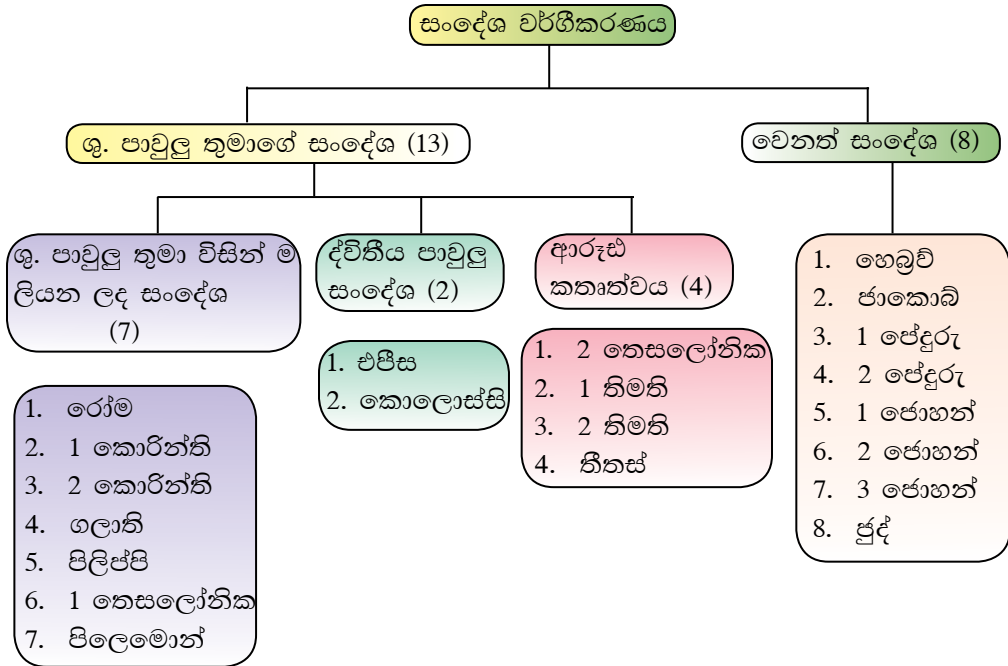 සංදේශ වර්ගීකරණය
ශු. පාවුලු තුමාගේ සංදේශ (13)
වෙනත් සංදේශ (8)
ශු. පාවුලු තුමා විසින් ම
ලියන ලද සංදේශ
(7)
ද්විතීය පාවුලු
සංදේශ (2)
ආරූඪ
කතෘත්වය (4)
1. රෝම
2. 1 කොරින්ති
3. 2 කොරින්ති
4. ගලාති
5. පිලිප්පි
6. 1 තෙසලෝනික
7. පිලෙමොන්
1. එපීස
2. කොලොස්සි
1. 2 තෙසලෝනික
2. 1 තිමති
3. 2 තිමති
4. තීතස්
1. හෙබ්‍රව්
2. ජාකොබ්
3. 1 පේදුරු
4. 2 පේදුරු
5. 1 ජොහන්
6. 2 ජොහන්
7. 3 ජොහන්
8. ජුද්